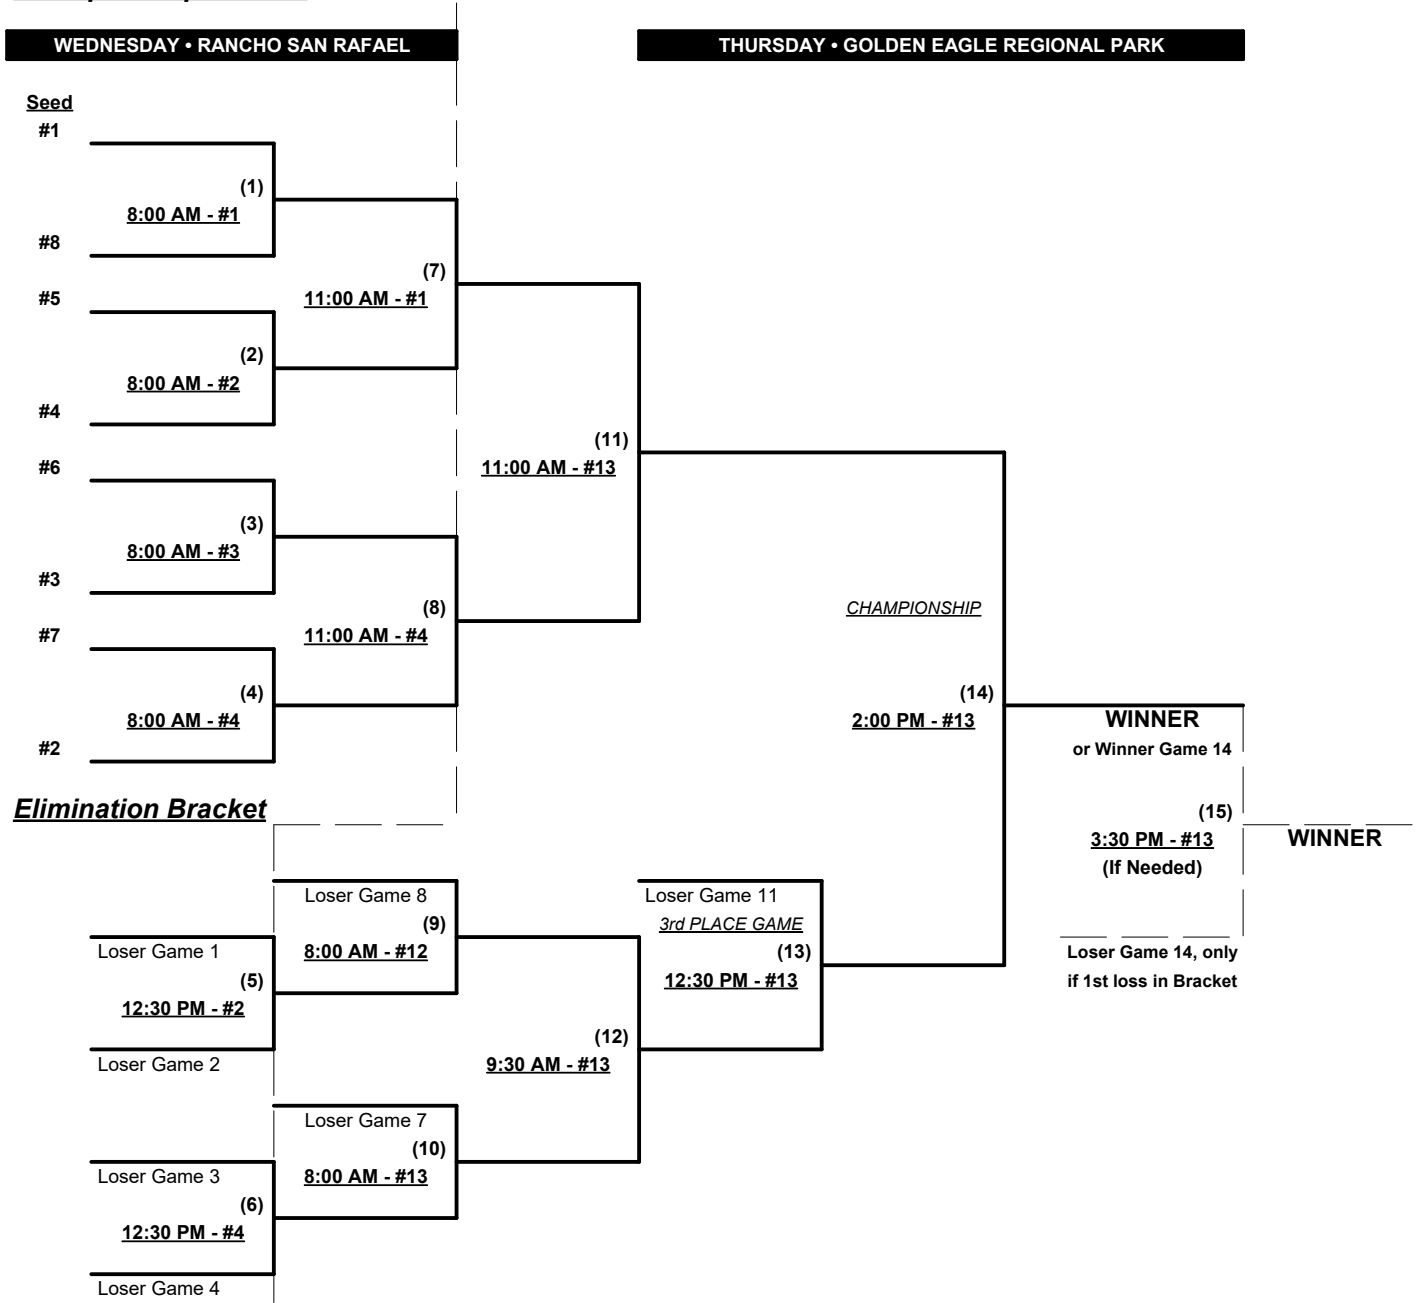 WEDNESDAY • RANCHO SAN RAFAEL
THURSDAY • GOLDEN EAGLE REGIONAL PARK
Seed
#1
(1)
8:00 AM - #1
#8
(7)
11:00 AM - #1
#5
(2)
8:00 AM - #2
#4
(11)
11:00 AM - #13
#6
(3)
8:00 AM - #3
#3
(8)
11:00 AM - #4
#7
(4)
8:00 AM - #4
#2
CHAMPIONSHIP
(14)
2:00 PM - #13
WINNER
or Winner Game 14
(15)
3:30 PM - #13
(If Needed)
WINNER
Loser Game 14, only
if 1st loss in Bracket
Elimination Bracket
Loser Game 8
(9)
8:00 AM - #12
Loser Game 1
(5)
12:30 PM - #2
Loser Game 2
Loser Game 11
3rd PLACE GAME
(13)
12:30 PM - #13
(12)
9:30 AM - #13
Loser Game 7
(10)
8:00 AM - #13
Loser Game 3
(6)
12:30 PM - #4
Loser Game 4